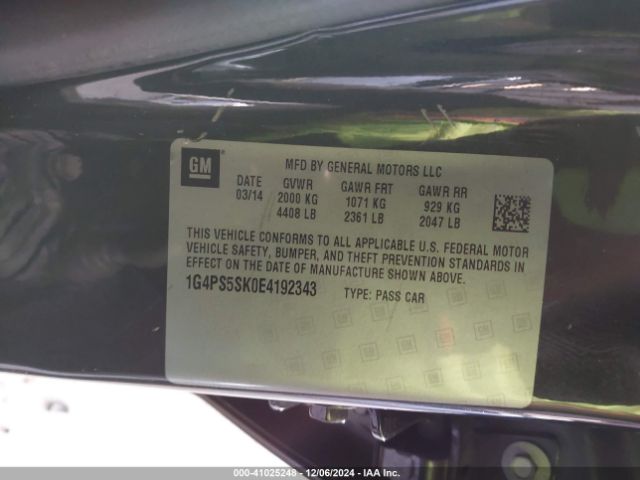 GM
MFD BY GENERAL MOTORS LLC
DATE GVWR GAWR FRT GAWR RR
03/14 2008 KG 1071 KG 929 KG
4408 LB 2361 LB 2047 LB
THIS VEHICLE CONFORMS TO ALL APPLICABLE U.S. FEDERAL MOTOR
VEHICLE SAFETY, BUMPER, AND THEFT PREVENTION STANDARDS IN
EFFECT ON THE DATE OF MANUFACTURE SHOWN ABOVE.
1G4PS5SK0E4192343 TYPE: PASS CAR
000-41025248 - 12/06/2024 - IAA Inc.